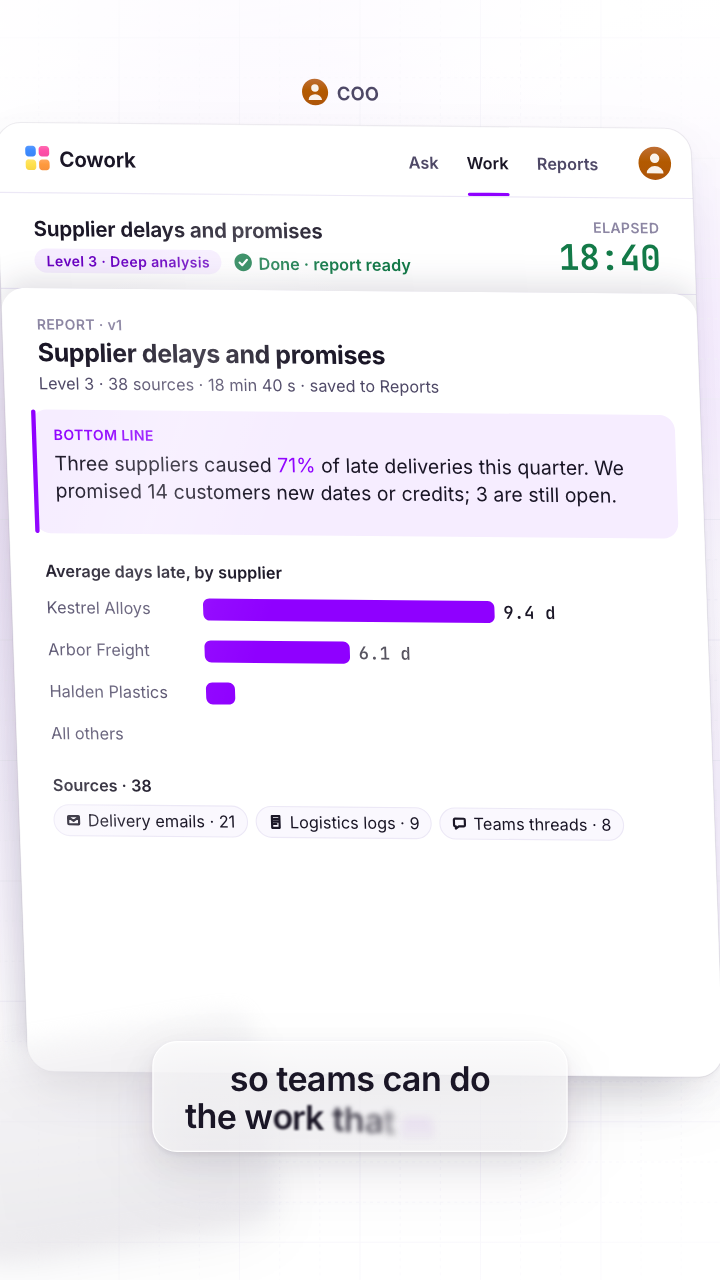 COO
Cowork
Ask Work Reports
Supplier delays and promises
ELAPSED
Level 3 · Deep analysis
Done · report ready
18:40
REPORT · v1
Supplier delays and promises
Level 3 · 38 sources · 18 min 40 s · saved to Reports
BOTTOM LINE
Three suppliers caused 71% of late deliveries this quarter. We
promised 14 customers new dates or credits; 3 are still open.
Average days late, by supplier
Kestrel Alloys 9.4 d
Arbor Freight 6.1 d
Halden Plastics
All others
Sources · 38
Delivery emails · 21
Logistics logs · 9
Teams threads · 8
so teams can do
the work that